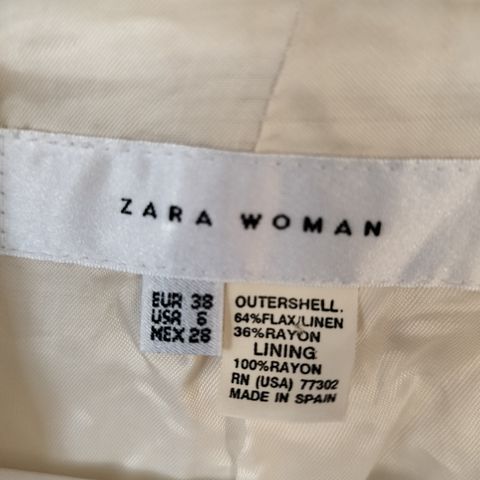 ZARA WOMAN
EUR 38
USA 6
MEX 28
OUTERSHELL.
64%FLAX/LINEN
36%RAYON
LINING
100%RAYON
RN (USA) 77302
MADE IN SPAIN